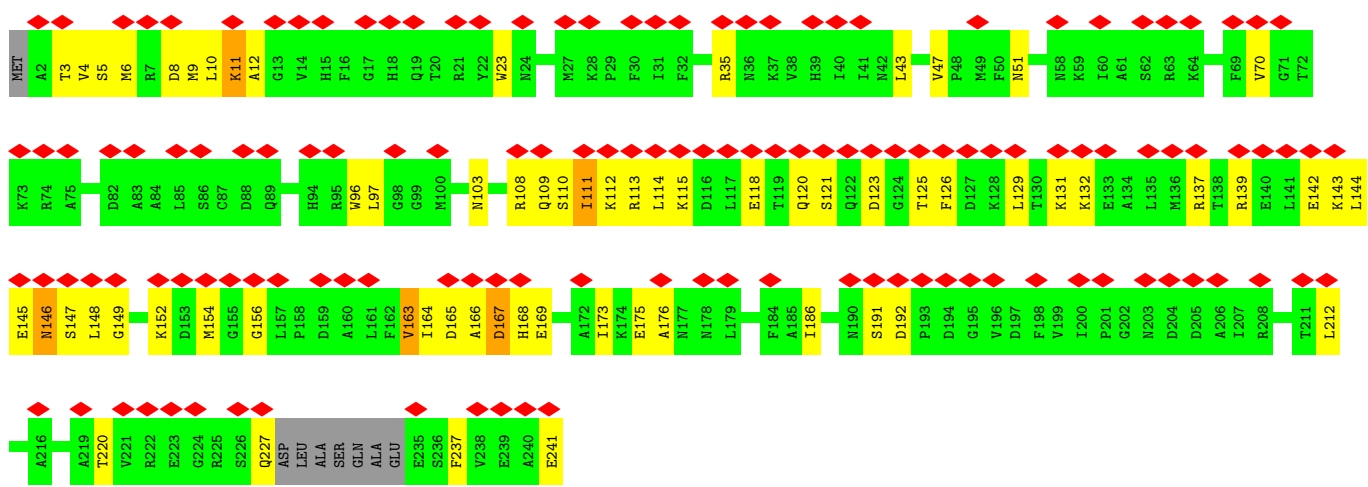 MET A2 T3 V4 S5 M6 R7 D8 M9 L10 K11 A12 G13 V14 H15 F16 G17 H18 Q19 T20 R21 Y22 W23 N24 M27 K28 P29 F30 I31 F32 R35 N36 K37 V38 H39 I40 I41 N42 L43 V47 P48 M49 F50 N51 N58 K59 I60 A61 S62 R63 K64 F69 V70 G71 T72
K73 R74 A75 D82 A83 A84 L85 S86 C87 D88 Q89 H94 R95 W96 L97 G98 G99 M100 N103 R108 Q109 S110 I111 K112 R113 L114 K115 D116 L117 E118 T119 Q120 S121 Q122 D123 G124 T125 F126 D127 K128 L129 T130 K131 K132 E133 A134 L135 M136 R137 T138 R139 E140 L141 E142 K143 L144
E145 N146 S147 L148 G149 K152 D153 M154 G155 G156 L157 P158 D159 A160 L161 F162 V163 I164 D165 A166 D167 H168 E169 A172 I173 K174 E175 A176 N177 N178 L179 F184 A185 I186 N190 S191 D192 P193 D194 G195 V196 D197 F198 V199 I200 P201 G202 N203 D204 D205 A206 I207 R208 T211 L212
A216 A219 T220 V221 R222 E223 G224 R225 S226 Q227 ASP LEU ALA SER GLN ALA GLU E235 S236 F237 V238 E239 A240 E241